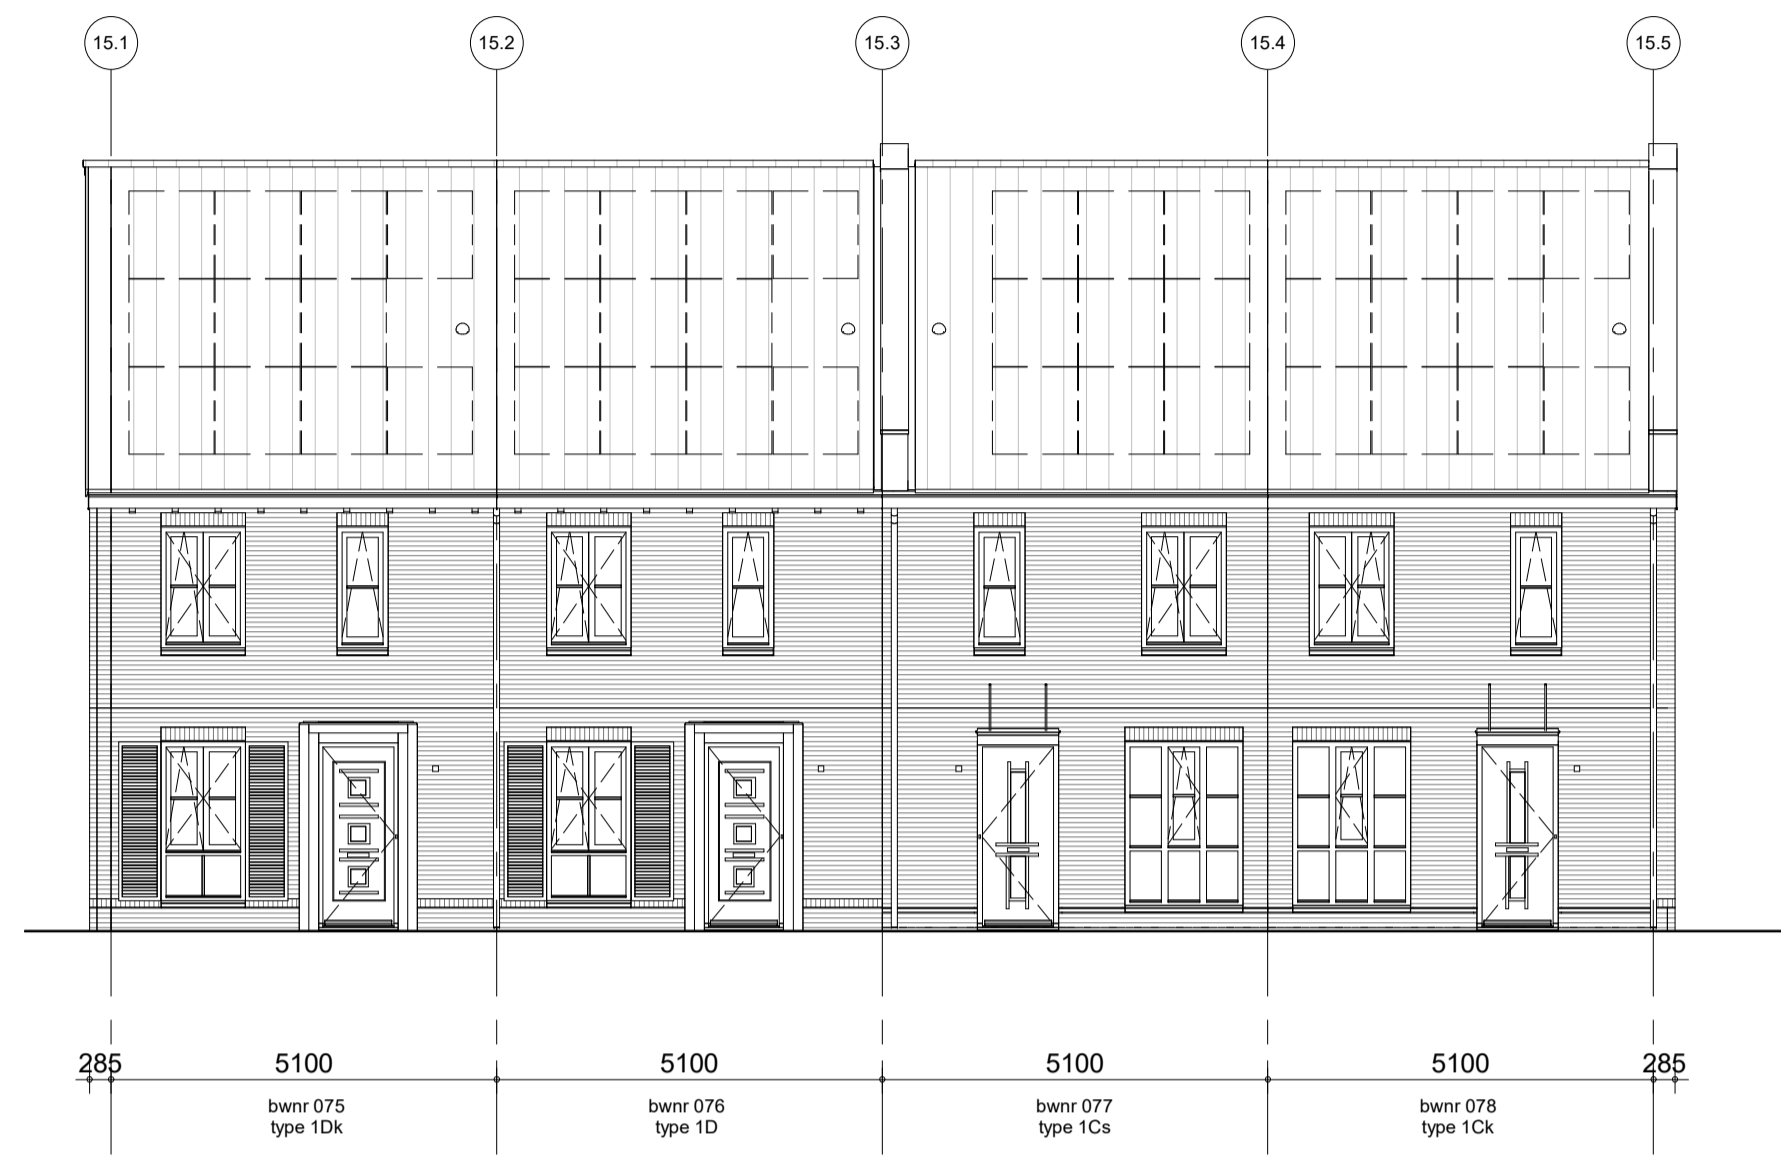 15.1 15.2 15.3 15.4 15.5
285 5100 5100 5100 5100 285
bwnr 075 bwnr 076 bwnr 077 bwnr 078
type 1Dk type 1D type 1Cs type 1Ck